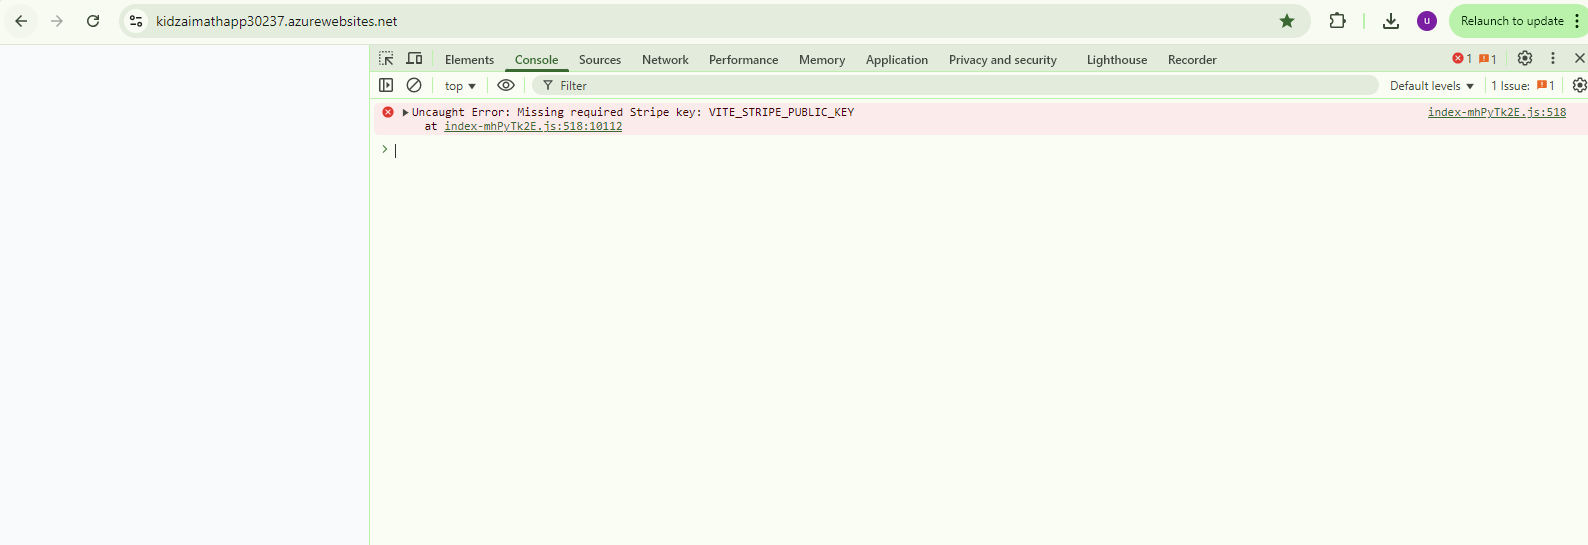 kidzaimathapp30237.azurewebsites.net
u
Relaunch to update
Elements Console Sources Network Performance Memory Application Privacy and security Lighthouse Recorder 1 1
top Filter Default levels 1 Issue: 1
Uncaught Error: Missing required Stripe key: VITE_STRIPE_PUBLIC_KEY index-mhPyTk2E.js:518
at index-mhPyTk2E.js:518:10112